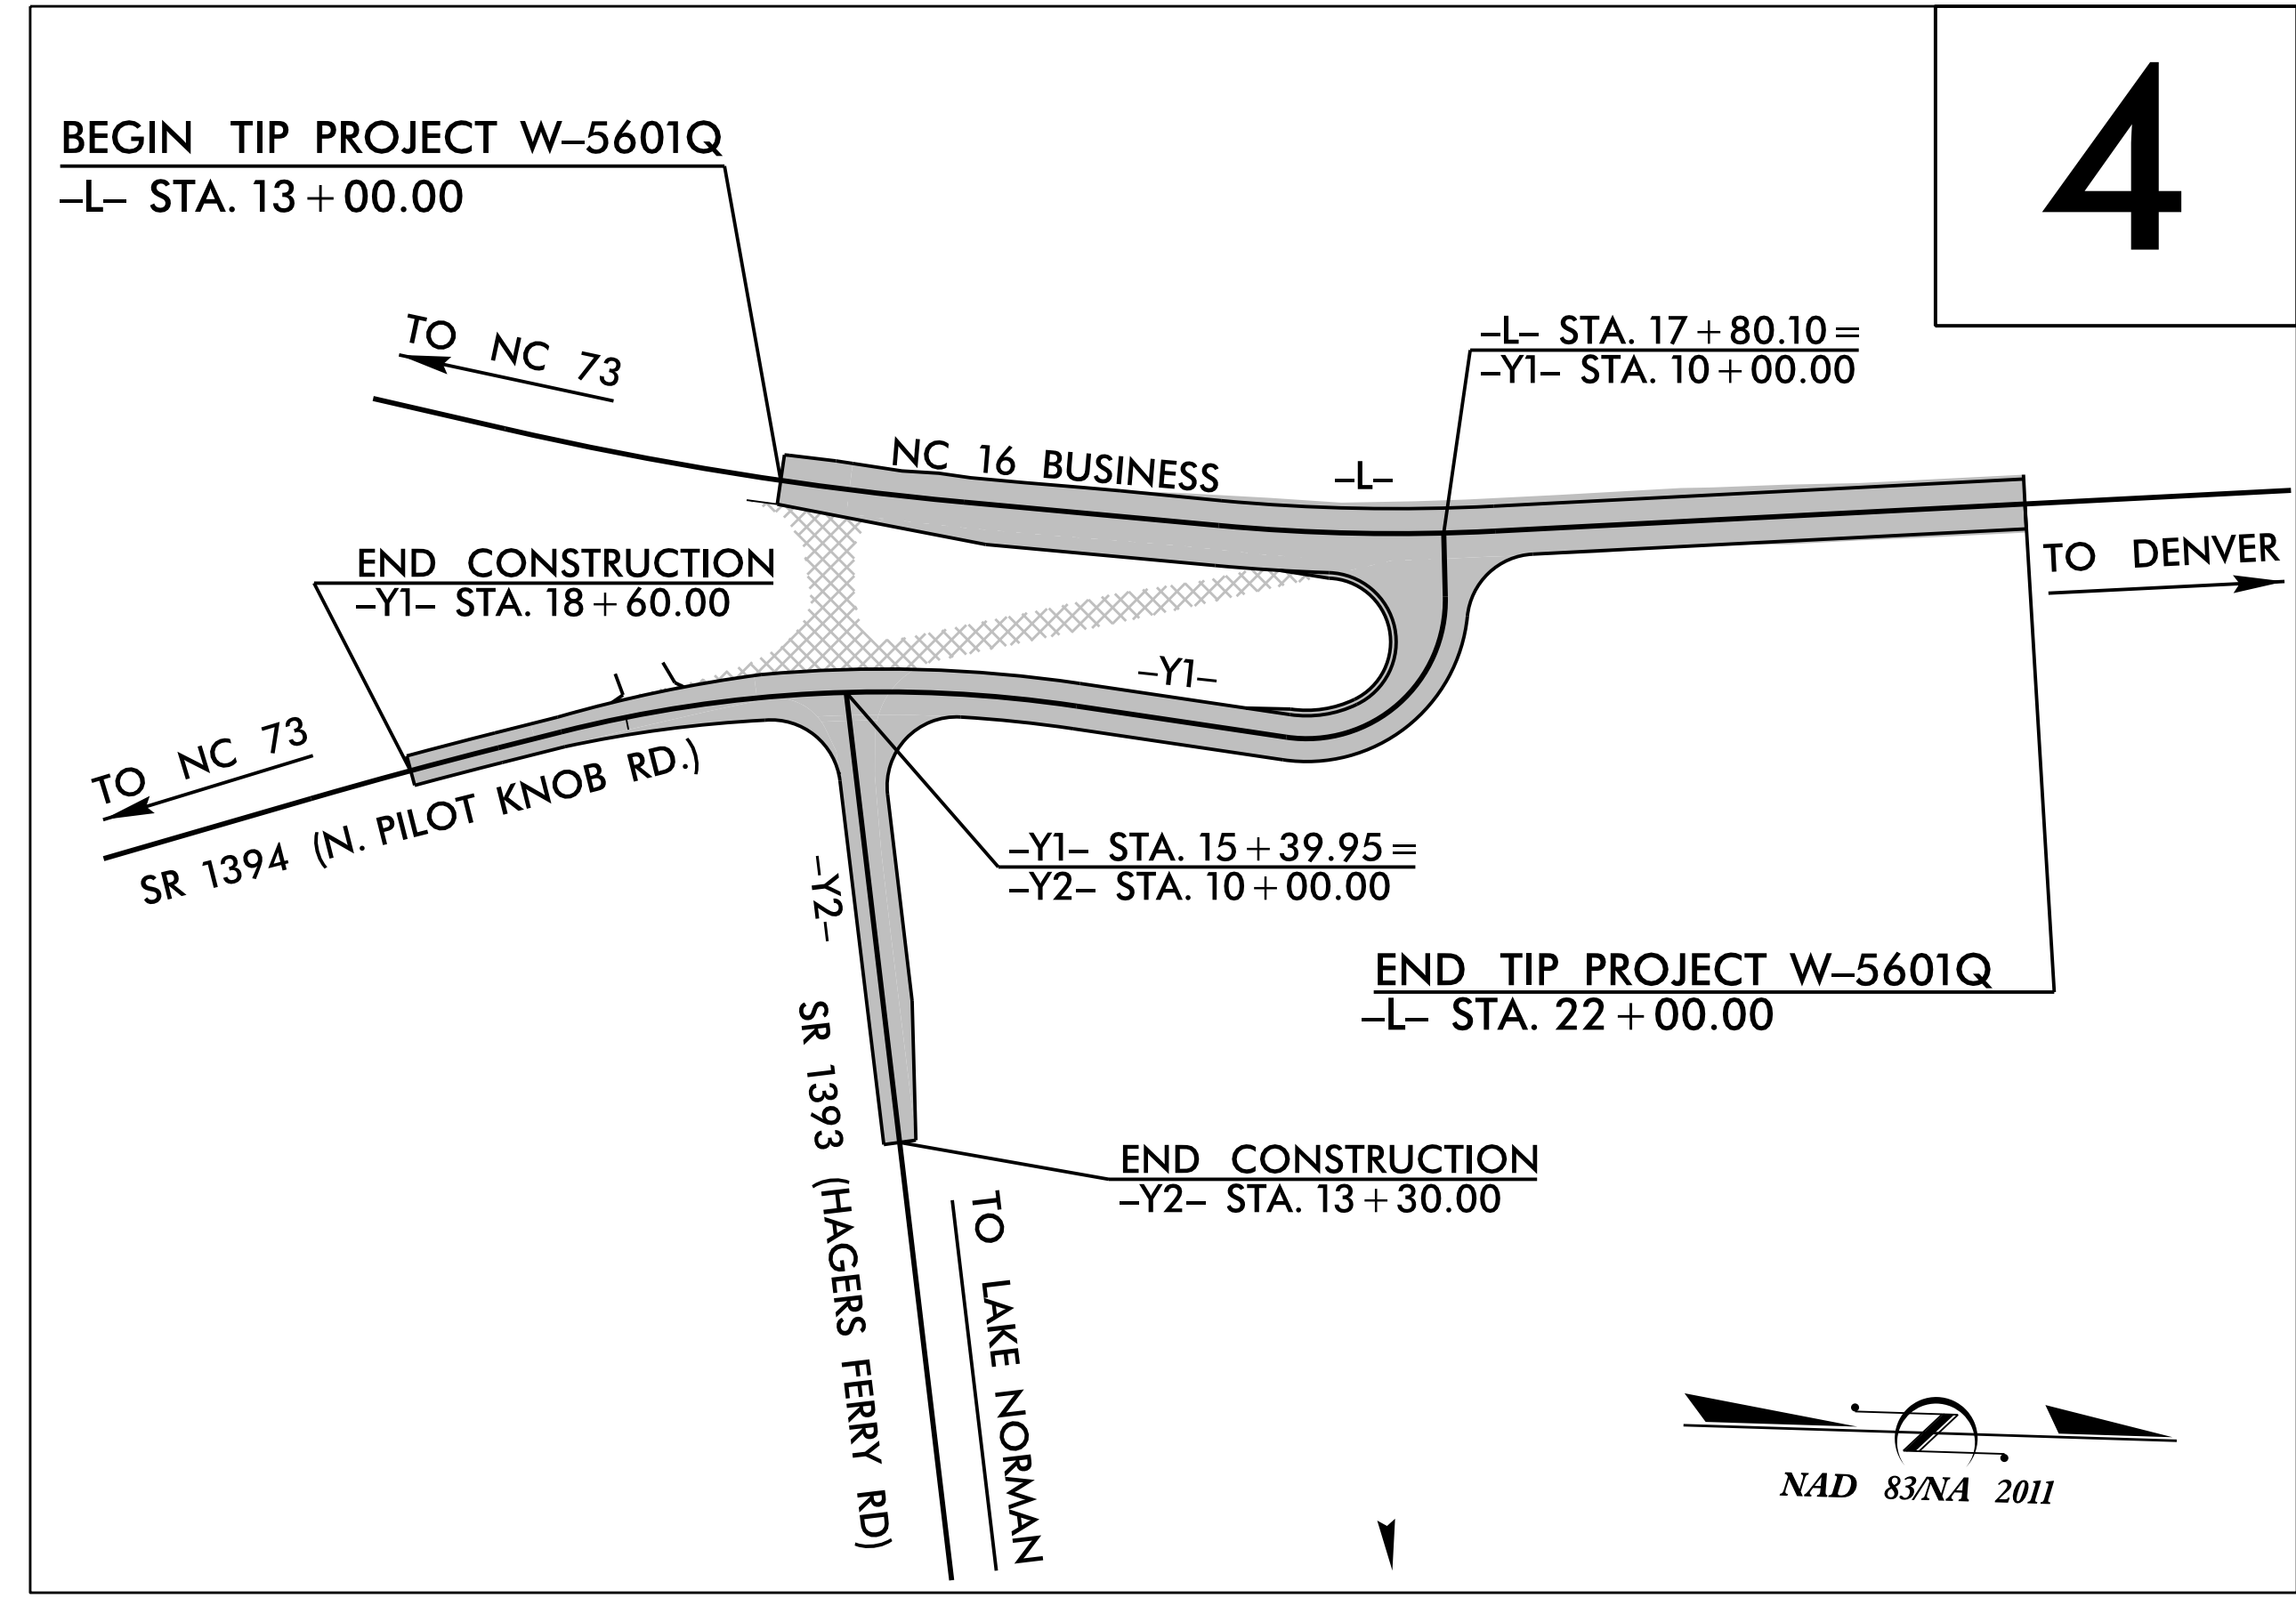 4
BEGIN TIP PROJECT W–5601Q
–L– STA. 13+00.00
TO NC 73
–L– STA. 17+80.10=
–Y1– STA. 10+00.00
NC 16 BUSINESS
–L–
TO DENVER
END CONSTRUCTION
–Y1– STA. 18+60.00
–Y1–
TO NC 73
SR 1394 (N. PILOT KNOB RD.)
–Y1– STA. 15+39.95=
–Y2– STA. 10+00.00
–Y2–
SR 1393 (HAGERS FERRY RD)
END TIP PROJECT W–5601Q
–L– STA. 22+00.00
END CONSTRUCTION
–Y2– STA. 13+30.00
TO LAKE NORMAN
NAD 83/NA 2011